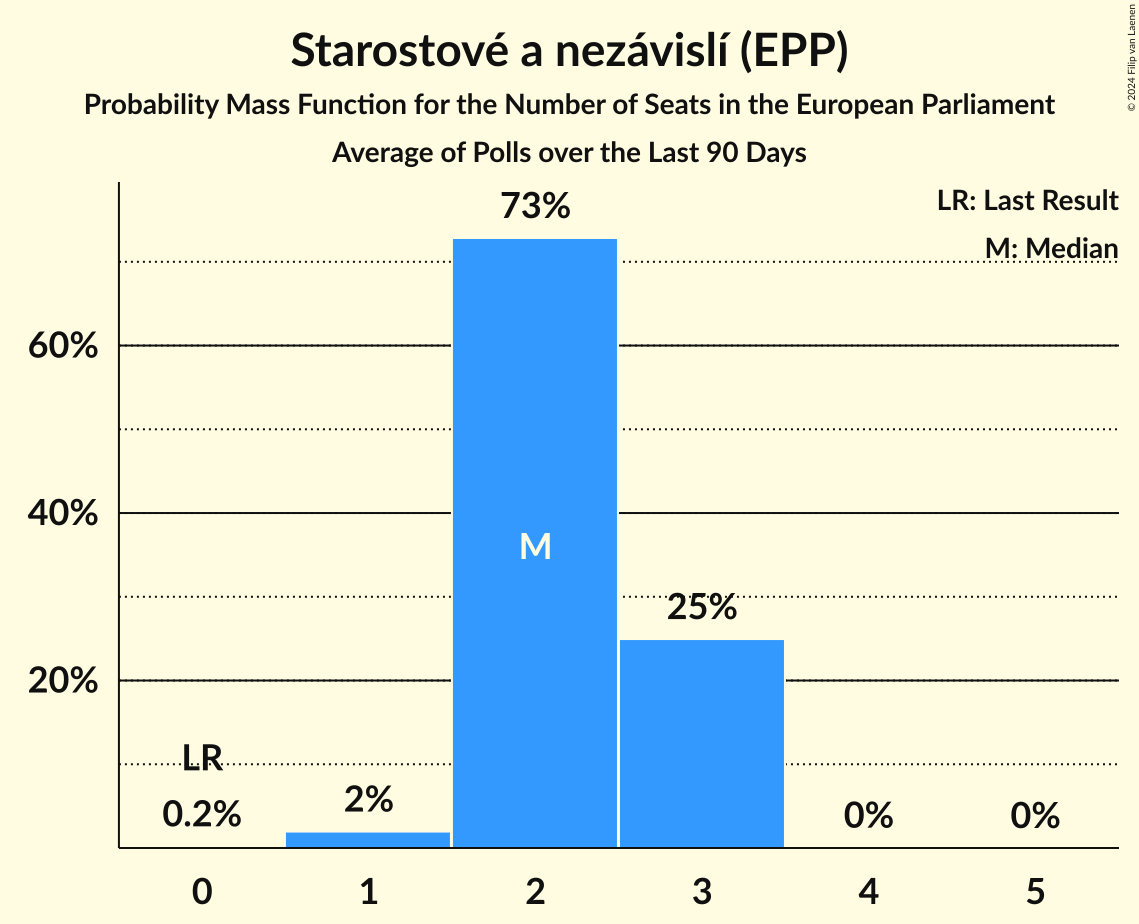 Starostové a nezávislí (EPP)
Probability Mass Function for the Number of Seats in the European Parliament
Average of Polls over the Last 90 Days
© 2024 Filip van Laenen
LR: Last Result
M: Median
73%
60%
40%
M
25%
20%
LR
0.2%
2%
0%
0%
0
1
2
3
4
5